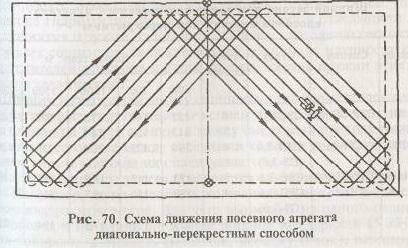 Рис. 70. Схема движения посевного агрегата
диагонально-перекрестным способом